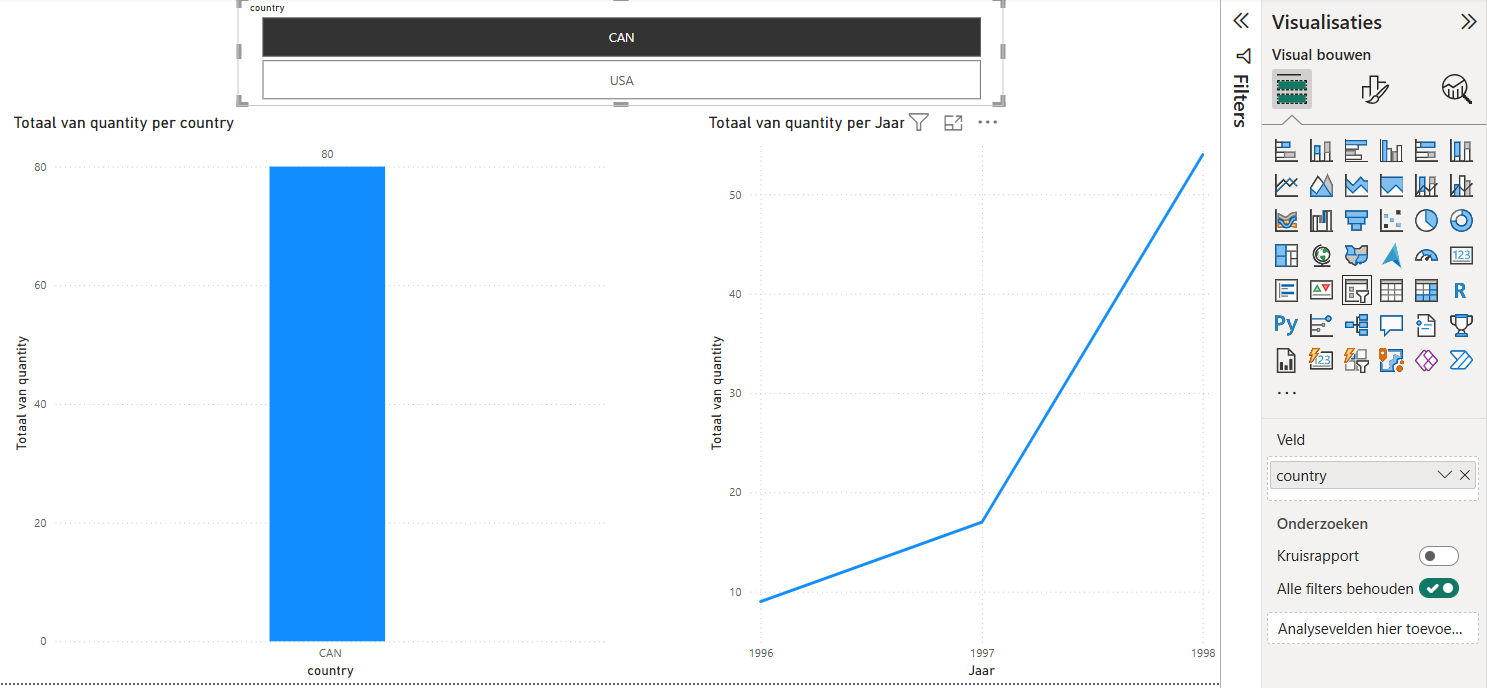 country
CAN
USA
Totaal van quantity per country
80
80
60
40
20
0
Totaal van quantity
CAN
country
Totaal van quantity per Jaar
50
40
30
20
10
Totaal van quantity
1996
1997
1998
Jaar
Filters
Visualisaties
Visual bouwen
123
R
Py
123
Veld
country
Onderzoeken
Kruisrapport
Alle filters behouden
Analysevelden hier toevoe...